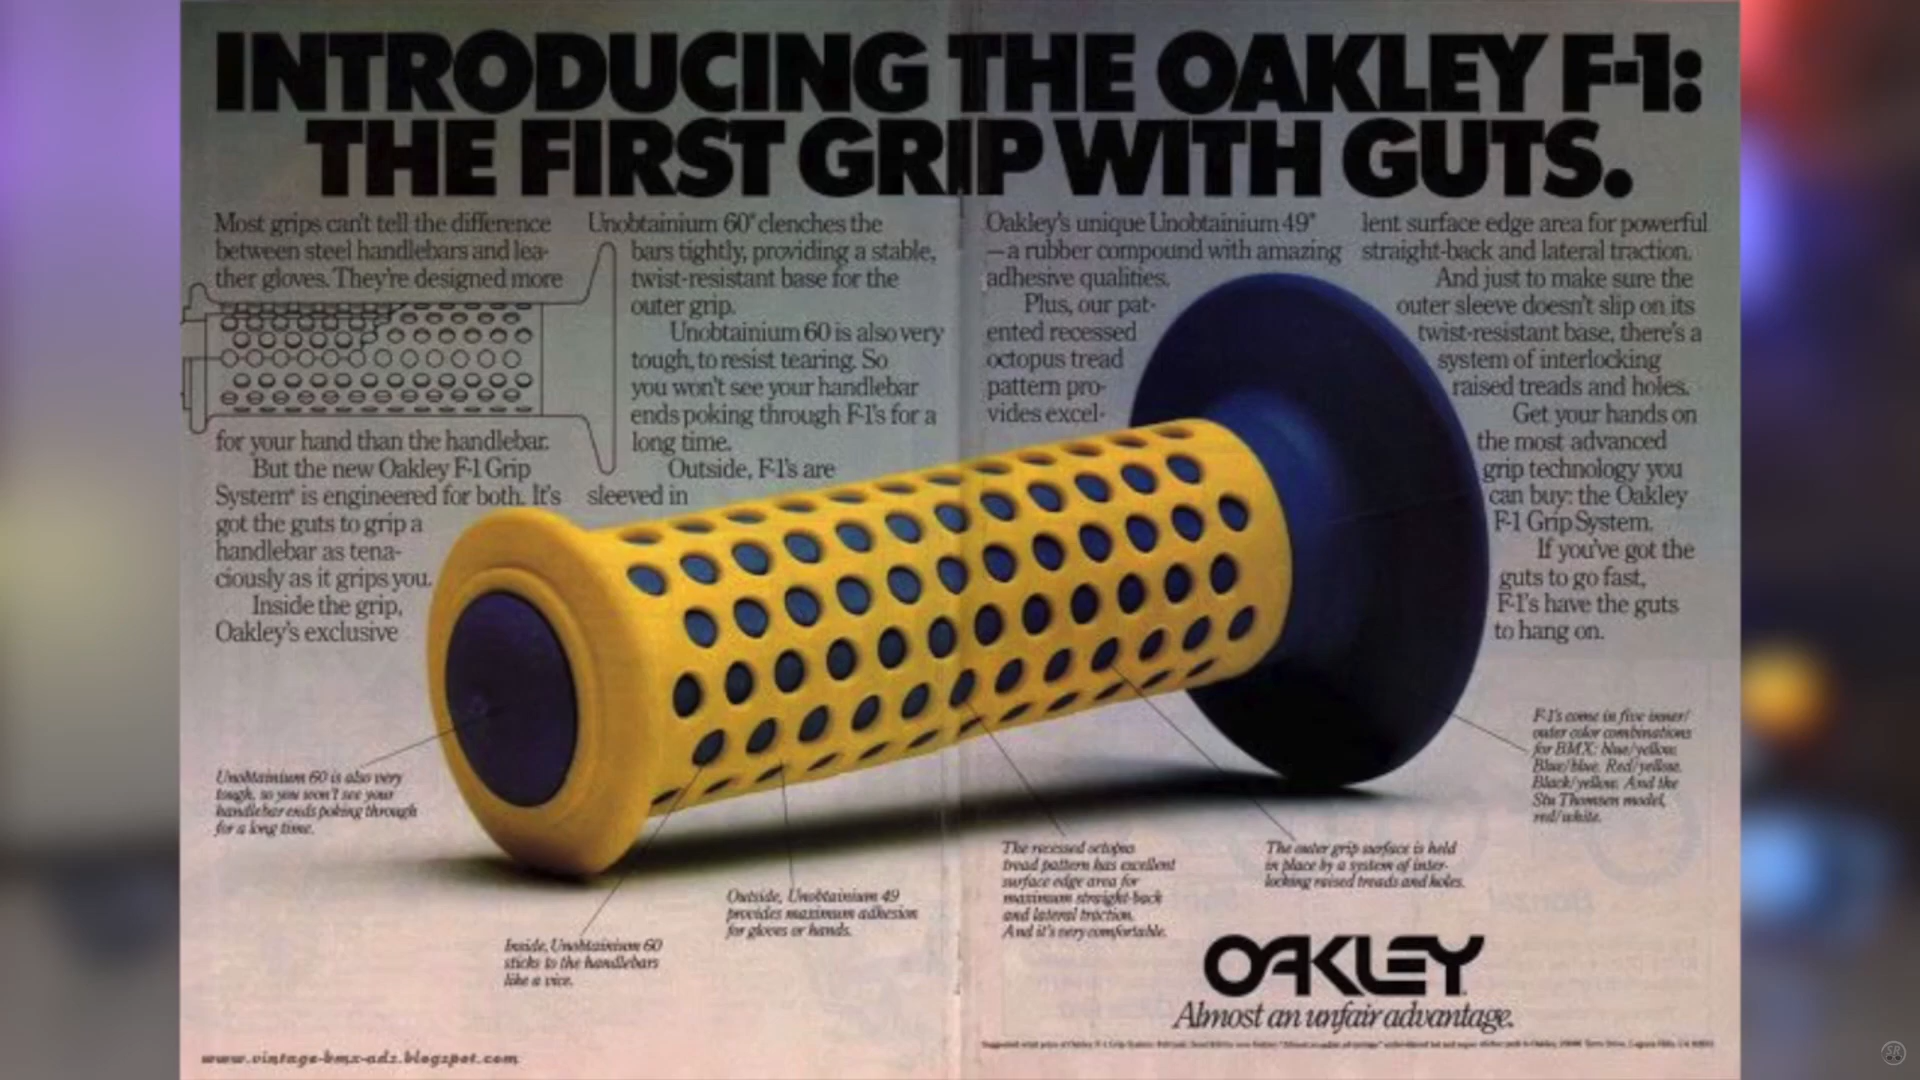 INTRODUCING THE OAKLEY F-1:
THE FIRST GRIP WITH GUTS.
Most grips can't tell the difference
between steel handlebars and lea-
ther gloves. They're designed more
for your hand than the handlebar.
But the new Oakley F-1 Grip
System® is engineered for both. It's
got the guts to grip a
handlebar as tena-
ciously as it grips you.
Inside the grip,
Oakley's exclusive
Unobtainium 60® clenches the
bars tightly, providing a stable,
twist-resistant base for the
outer grip.
Unobtainium 60 is also very
tough, to resist tearing. So
you won't see your handlebar
ends poking through F-1's for a
long time.
Outside, F-1's are
sleeved in
Oakley's unique Unobtainium 49®
—a rubber compound with amazing
adhesive qualities.
Plus, our pat-
ented recessed
octopus tread
pattern pro-
vides excel-
lent surface edge area for powerful
straight-back and lateral traction.
And just to make sure the
outer sleeve doesn't slip on its
twist-resistant base, there's a
system of interlocking
raised treads and holes.
Get your hands on
the most advanced
grip technology you
can buy: the Oakley
F-1 Grip System.
If you've got the
guts to go fast,
F-1's have the guts
to hang on.
Unobtainium 60 is also very
tough, so you won't see your
handlebar ends poking through
for a long time.
Inside, Unobtainium 60
sticks to the handlebars
like a vice.
Outside, Unobtainium 49
provides maximum adhesion
for gloves or hands.
The recessed octopus
tread pattern has excellent
surface edge area for
maximum straight-back
and lateral traction.
And it's very comfortable.
The outer grip surface is held
in place by a system of inter-
locking raised treads and holes.
F-1's come in five inner/
outer color combinations
for BMX: blue/yellow.
Blue/blue. Red/yellow.
Black/yellow. And the
Stu Thomsen model,
red/white.
OAKLEY
Almost an unfair advantage.
www.vintage-bmx-adz.blogspot.com
SR